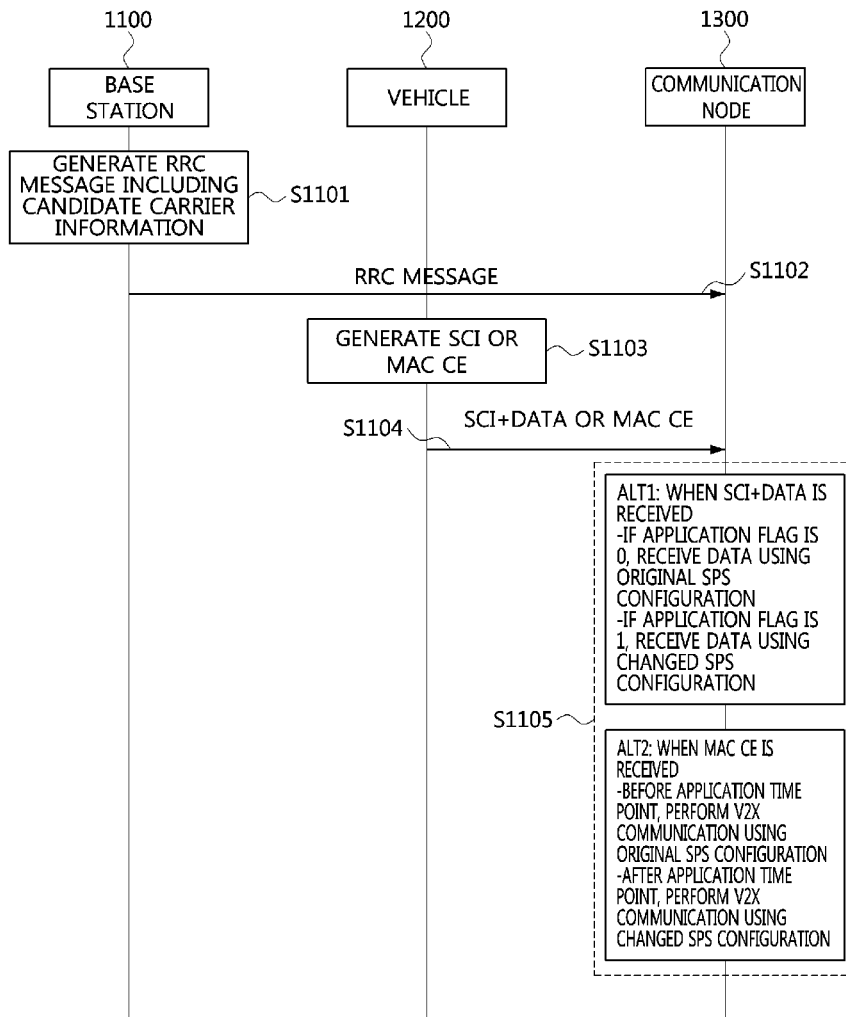 1100
1200
1300
BASE
STATION
VEHICLE
COMMUNICATION
NODE
GENERATE RRC
MESSAGE INCLUDING
CANDIDATE CARRIER
INFORMATION
S1101
RRC MESSAGE
S1102
GENERATE SCI OR
MAC CE
S1103
SCI+DATA OR MAC CE
S1104
ALT1: WHEN SCI+DATA IS
RECEIVED
-IF APPLICATION FLAG IS
0, RECEIVE DATA USING
ORIGINAL SPS
CONFIGURATION
-IF APPLICATION FLAG IS
1, RECEIVE DATA USING
CHANGED SPS
CONFIGURATION
S1105
ALT2: WHEN MAC CE IS
RECEIVED
-BEFORE APPLICATION TIME
POINT, PERFORM V2X
COMMUNICATION USING
ORIGINAL SPS CONFIGURATION
-AFTER APPLICATION TIME
POINT, PERFORM V2X
COMMUNICATION USING
CHANGED SPS CONFIGURATION